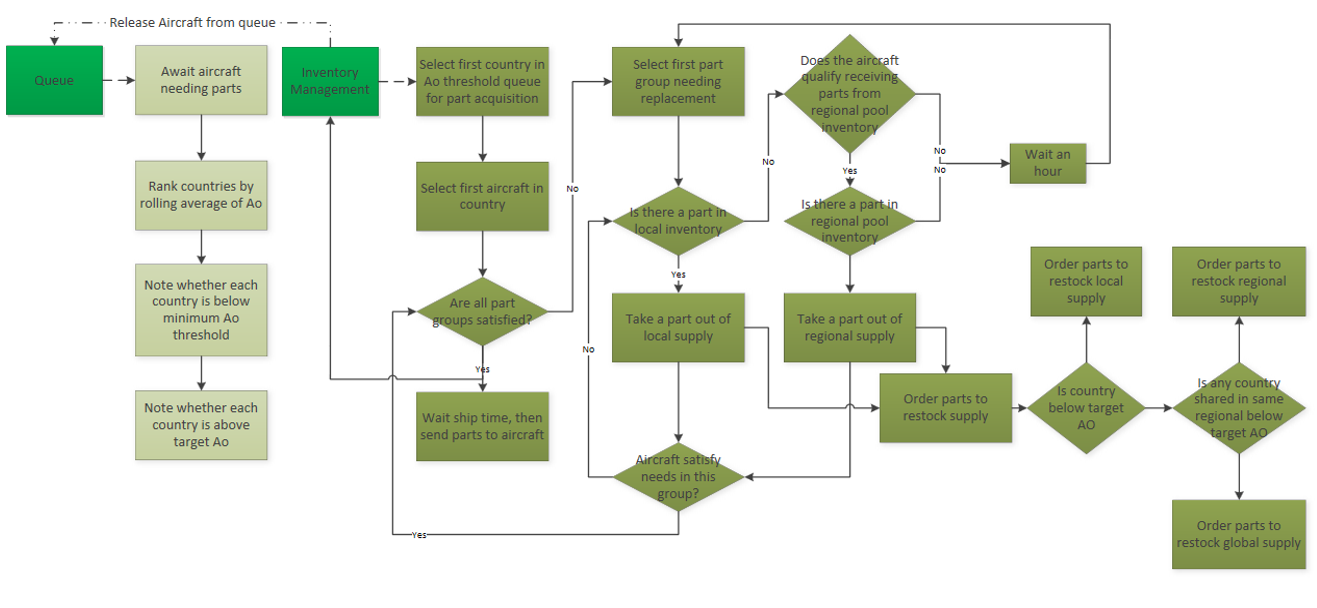 Release Aircraft from queue
Queue
Await aircraft
needing parts
Rank countries by
rolling average of Ao
Note whether each
country is below
minimum Ao
threshold
Note whether each
country is above
target Ao
Inventory
Management
Select first country in
Ao threshold queue
for part acquisition
Select first aircraft in
country
Are all part
groups satisfied?
No
Yes
Wait ship time, then
send parts to aircraft
Select first part
group needing
replacement
Is there a part in
local inventory
No
Yes
Take a part out of
local supply
Aircraft satisfy
needs in this
group?
No
Yes
Does the aircraft
qualify receiving
parts from
regional pool
inventory
Yes
No
No
Is there a part in
regional pool
inventory
Take a part out of
regional supply
Wait an
hour
Order parts to
restock supply
Is country
below target
AO
Order parts to
restock local
supply
Is any country
shared in same
regional below
target AO
Order parts to
restock regional
supply
Order parts to
restock global supply